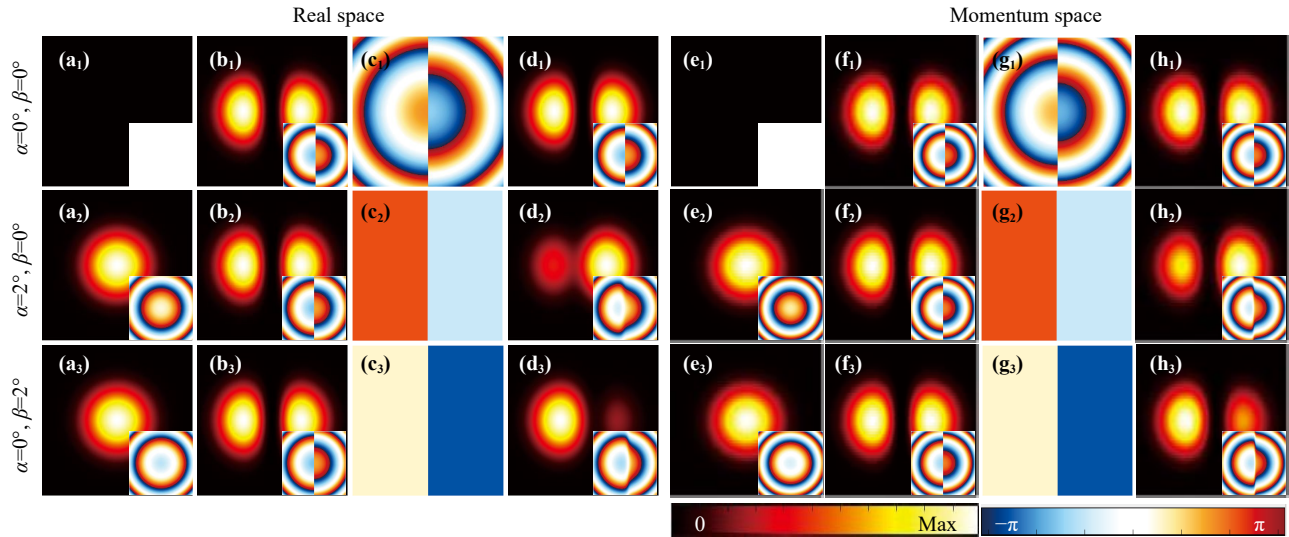 Real space Momentum space
α=0°, β=0°
(a₁) (b₁) (c₁) (d₁) (e₁) (f₁) (g₁) (h₁)
α=2°, β=0°
(a₂) (b₂) (c₂) (d₂) (e₂) (f₂) (g₂) (h₂)
α=0°, β=2°
(a₃) (b₃) (c₃) (d₃) (e₃) (f₃) (g₃) (h₃)
0 Max −π π